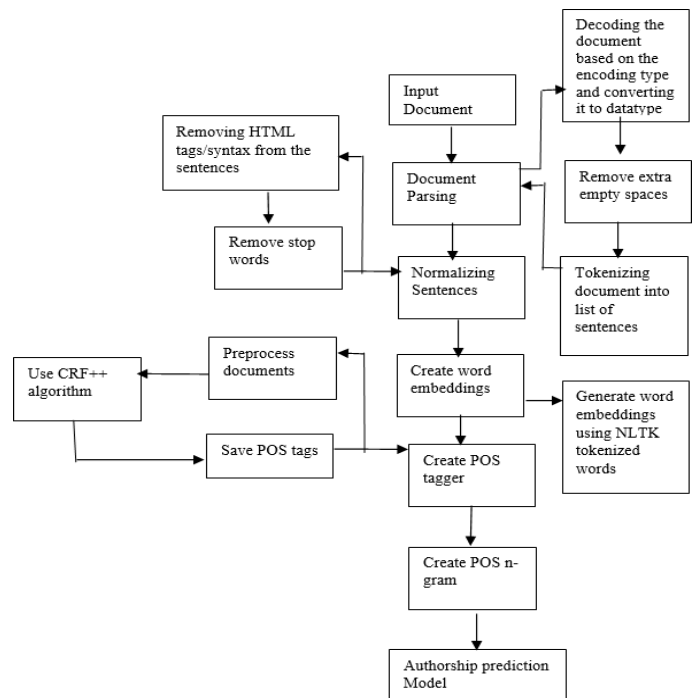 Decoding the
document
based on the
encoding type
and converting
it to datatype
Input
Document
Removing HTML
tags/syntax from the
sentences
Document
Parsing
Remove extra
empty spaces
Remove stop
words
Normalizing
Sentences
Tokenizing
document into
list of
sentences
Preprocess
documents
Create word
embeddings
Use CRF++
algorithm
Generate word
embeddings
using NLTK
tokenized
words
Save POS tags
Create POS
tagger
Create POS n-
gram
Authorship prediction
Model